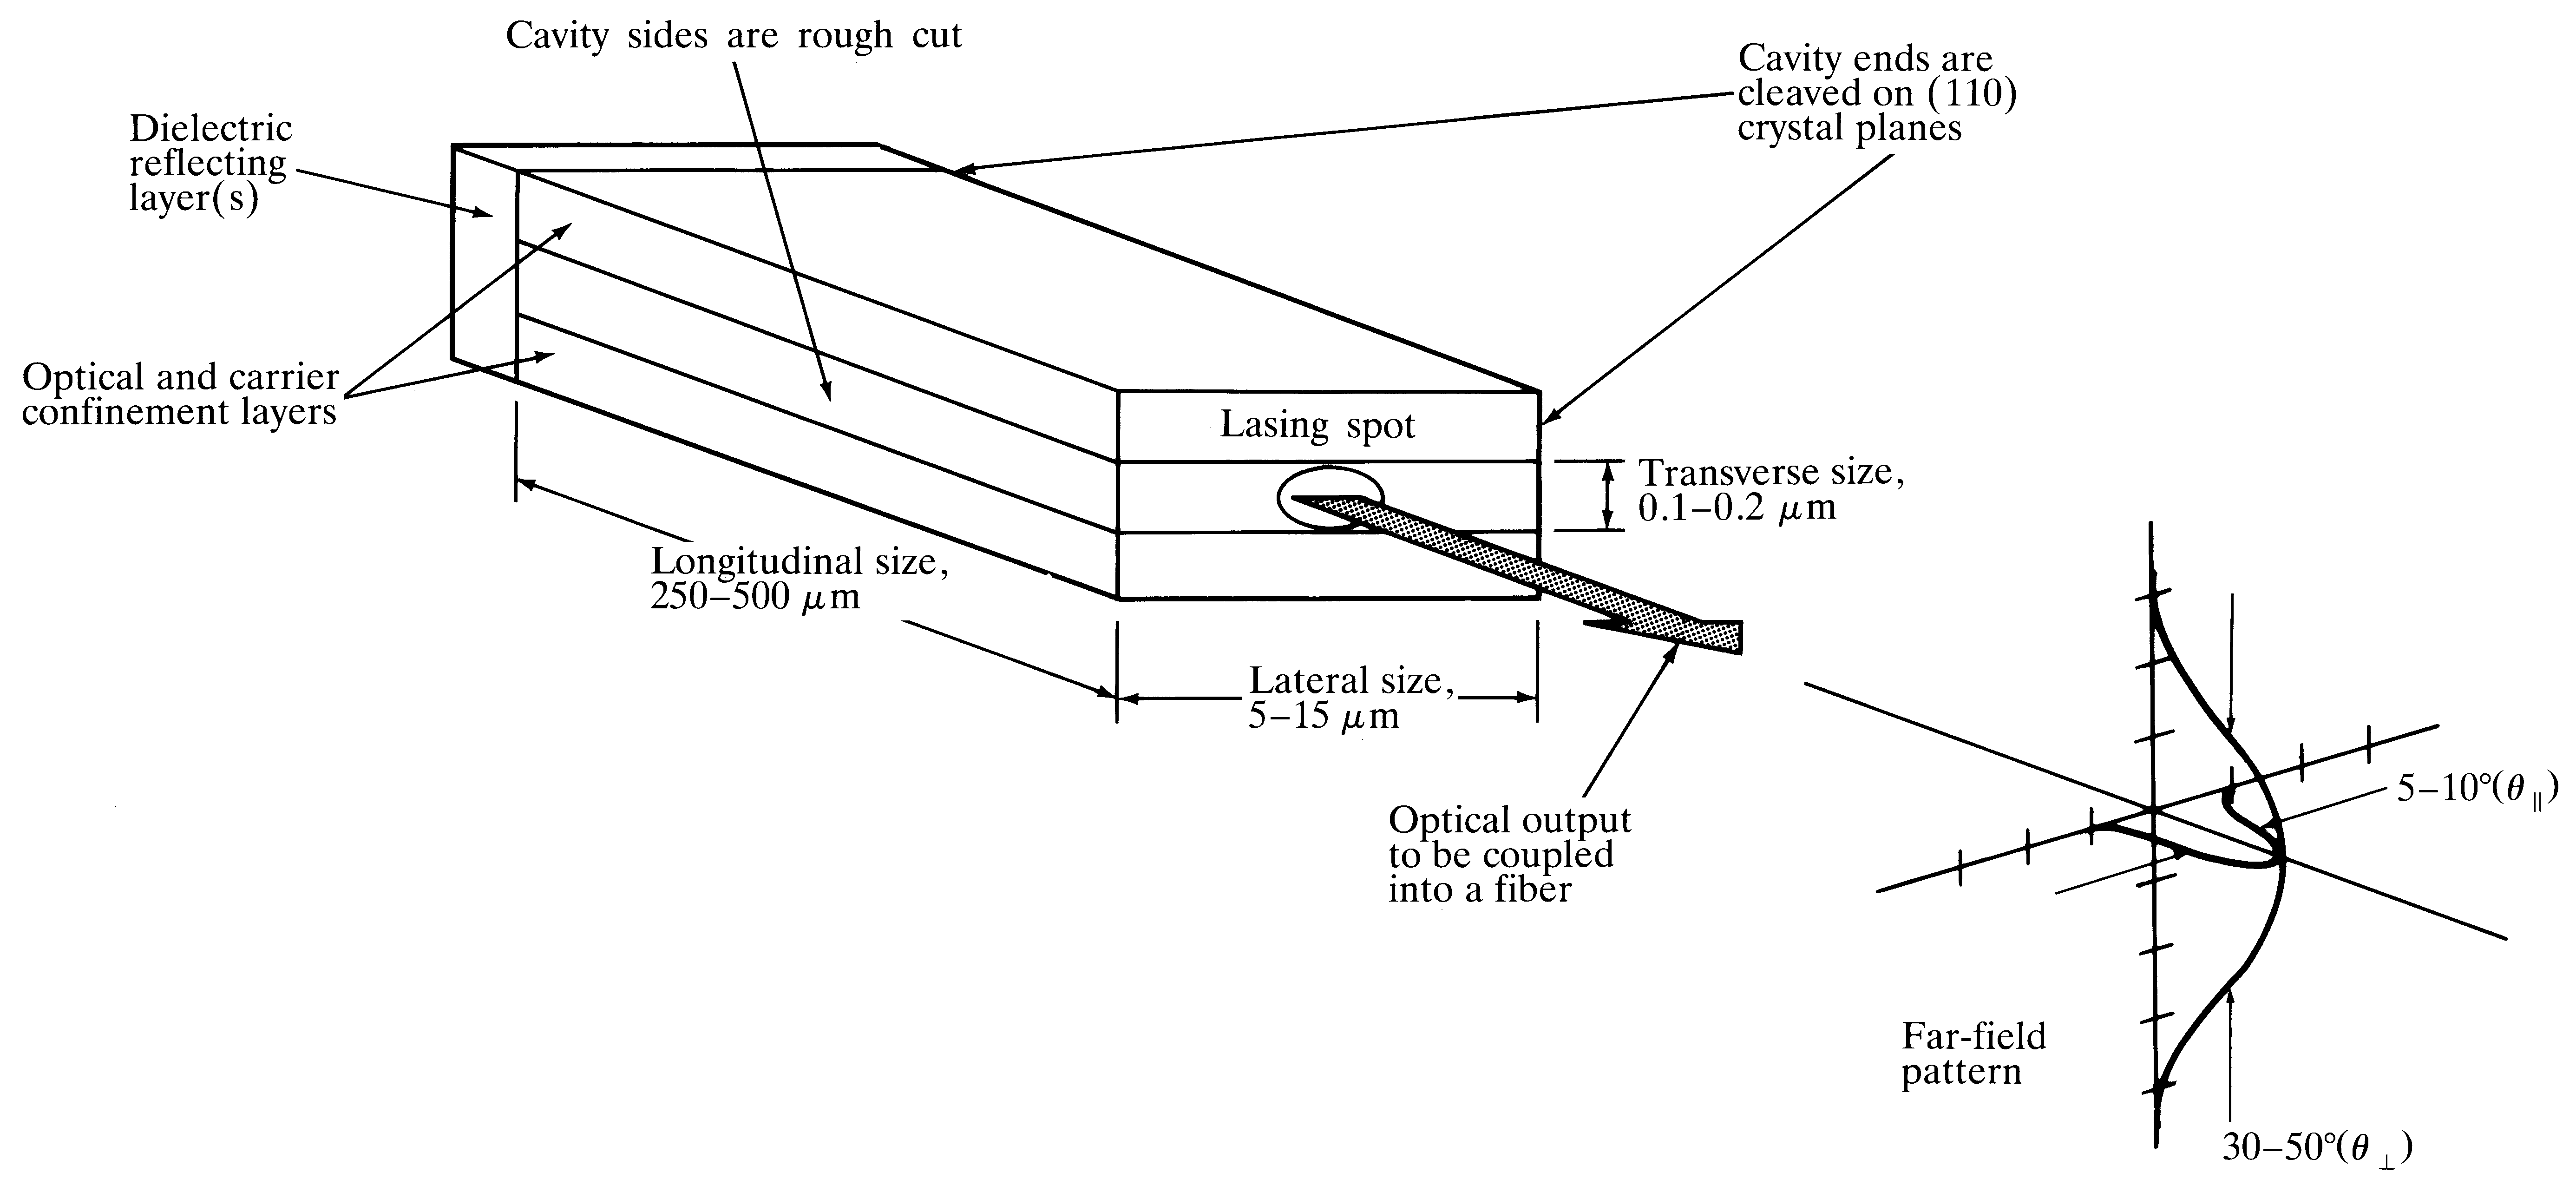 Cavity sides are rough cut
Cavity ends are
cleaved on (110)
crystal planes
Dielectric
reflecting
layer(s)
Optical and carrier
confinement layers
Lasing spot
Transverse size,
0.1–0.2 μm
Longitudinal size,
250–500 μm
Lateral size,
5–15 μm
Optical output
to be coupled
into a fiber
5–10°(θ ∥)
Far-field
pattern
30–50°(θ ⊥)